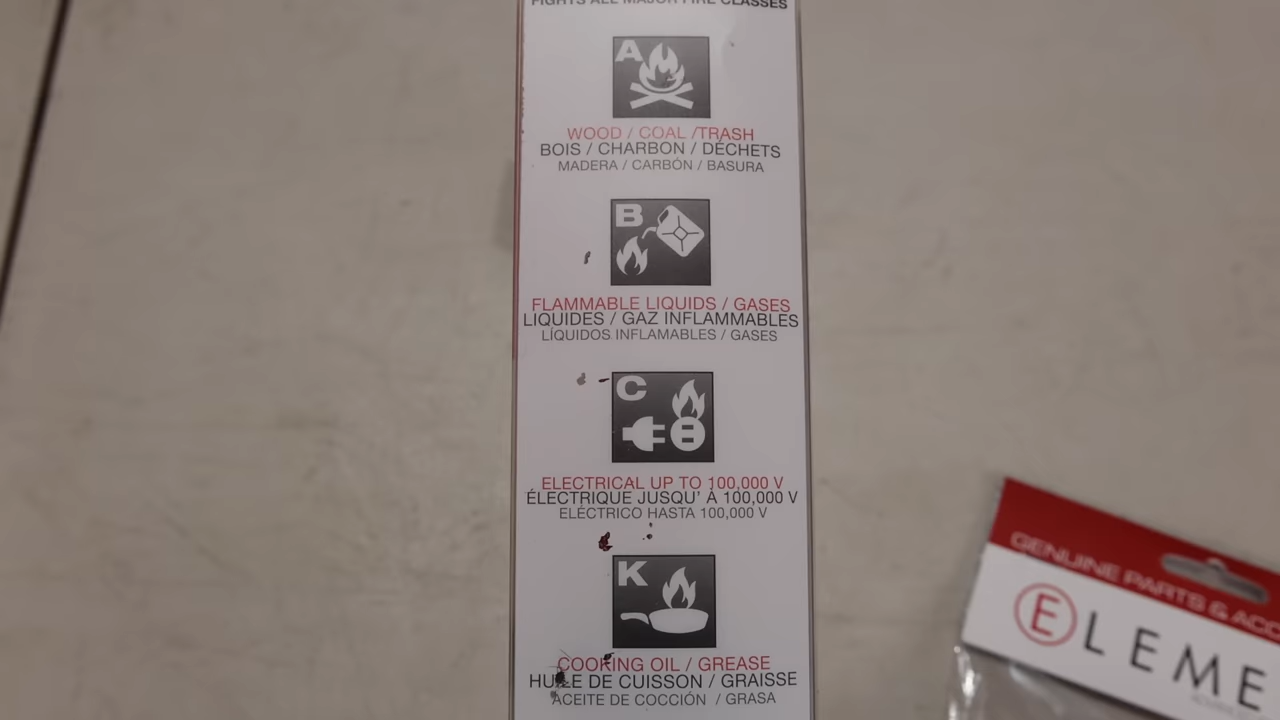 FIGHTS ALL MAJOR FIRE CLASSES
A
WOOD / COAL /TRASH
BOIS / CHARBON / DÉCHETS
MADERA / CARBÓN / BASURA
B
FLAMMABLE LIQUIDS / GASES
LIQUIDES / GAZ INFLAMMABLES
LÍQUIDOS INFLAMABLES / GASES
C
ELECTRICAL UP TO 100,000 V
ÉLECTRIQUE JUSQU' À 100,000 V
ELÉCTRICO HASTA 100,000 V
K
COOKING OIL / GREASE
HUILE DE CUISSON / GRAISSE
ACEITE DE COCCIÓN / GRASA
GENUINE PARTS & ACC
ELEME